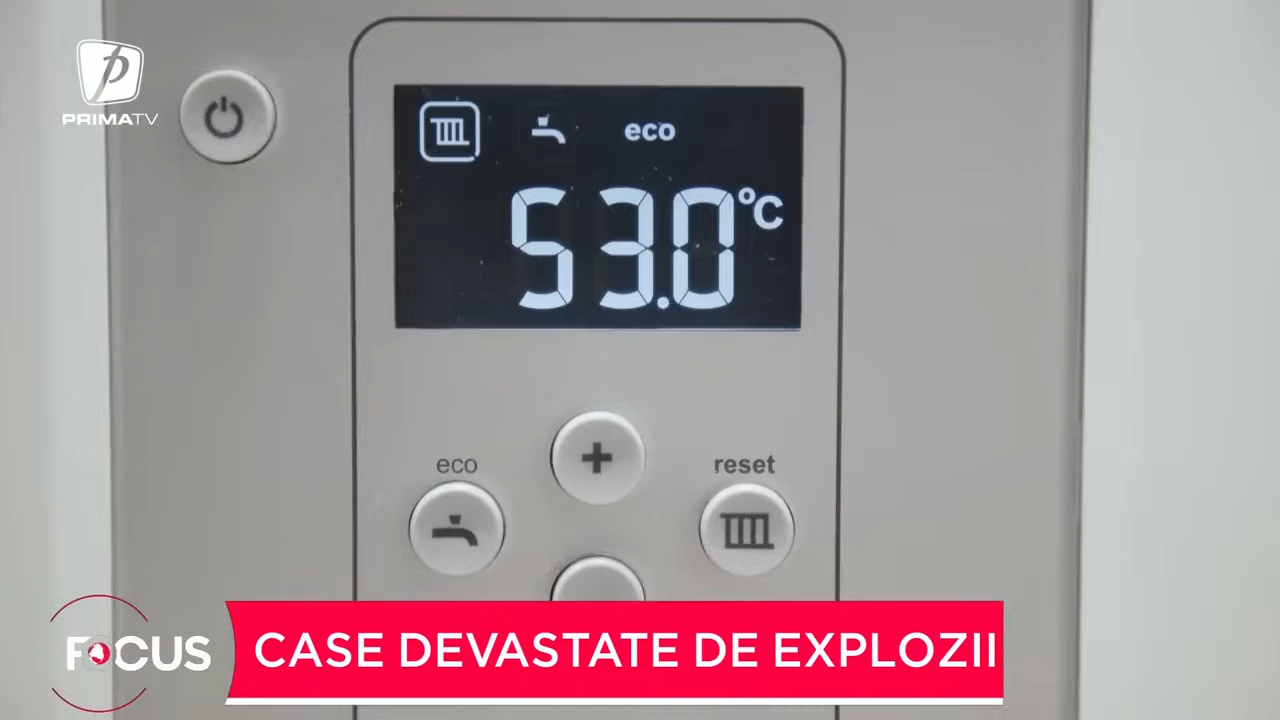 PRIMATV
eco
53.0°C
eco
reset
FOCUS
CASE DEVASTATE DE EXPLOZII